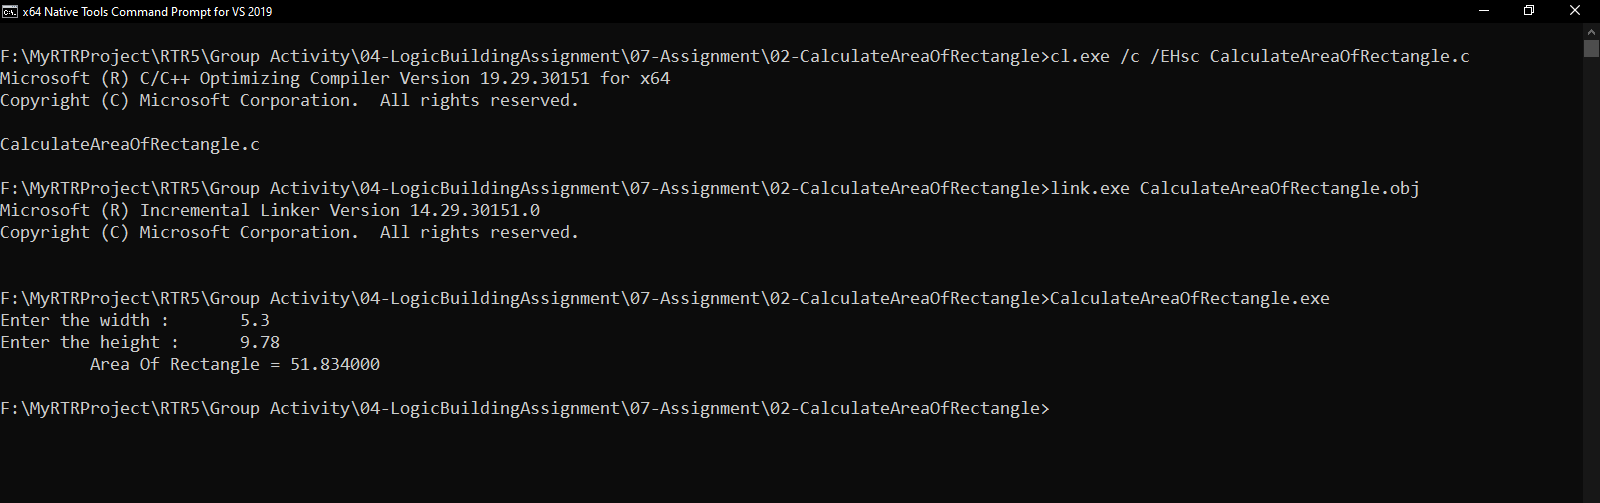 x64 Native Tools Command Prompt for VS 2019
F:\MyRTRProject\RTR5\Group Activity\04-LogicBuildingAssignment\07-Assignment\02-CalculateAreaOfRectangle>cl.exe /c /EHsc CalculateAreaOfRectangle.c
Microsoft (R) C/C++ Optimizing Compiler Version 19.29.30151 for x64
Copyright (C) Microsoft Corporation.  All rights reserved.
CalculateAreaOfRectangle.c
F:\MyRTRProject\RTR5\Group Activity\04-LogicBuildingAssignment\07-Assignment\02-CalculateAreaOfRectangle>link.exe CalculateAreaOfRectangle.obj
Microsoft (R) Incremental Linker Version 14.29.30151.0
Copyright (C) Microsoft Corporation.  All rights reserved.
F:\MyRTRProject\RTR5\Group Activity\04-LogicBuildingAssignment\07-Assignment\02-CalculateAreaOfRectangle>CalculateAreaOfRectangle.exe
Enter the width :       5.3
Enter the height :      9.78
         Area Of Rectangle = 51.834000
F:\MyRTRProject\RTR5\Group Activity\04-LogicBuildingAssignment\07-Assignment\02-CalculateAreaOfRectangle>